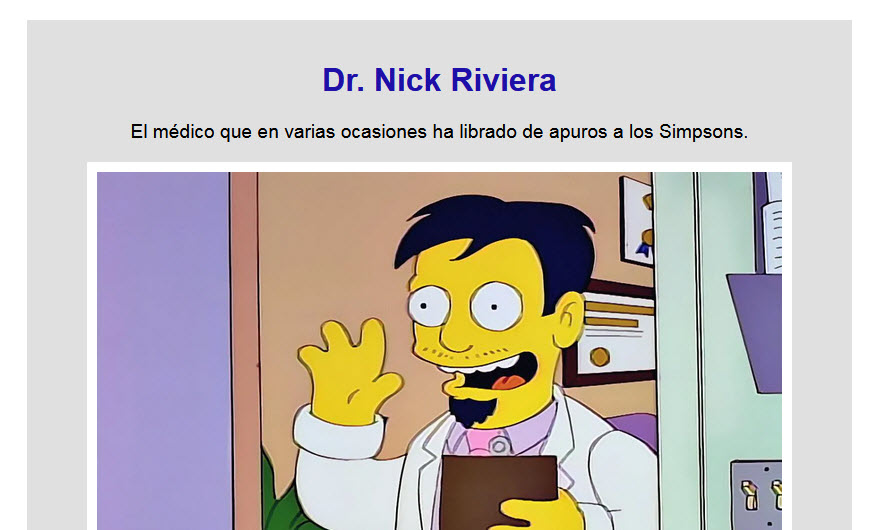 Dr. Nick Riviera
El médico que en varias ocasiones ha librado de apuros a los Simpsons.